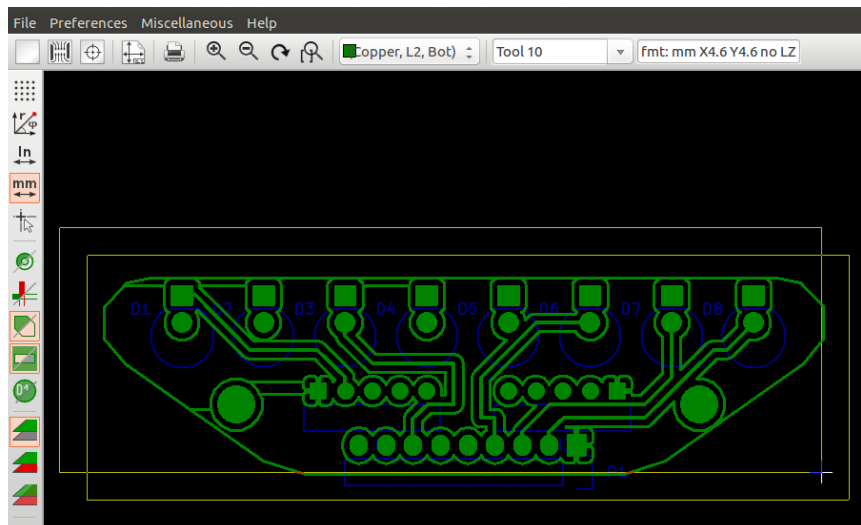 File Preferences Miscellaneous Help
Copper, L2, Bot) Tool 10 fmt: mm X4.6 Y4.6 no LZ
In
mm
D1 D2 D3 D4 D5 D6 D7 D8